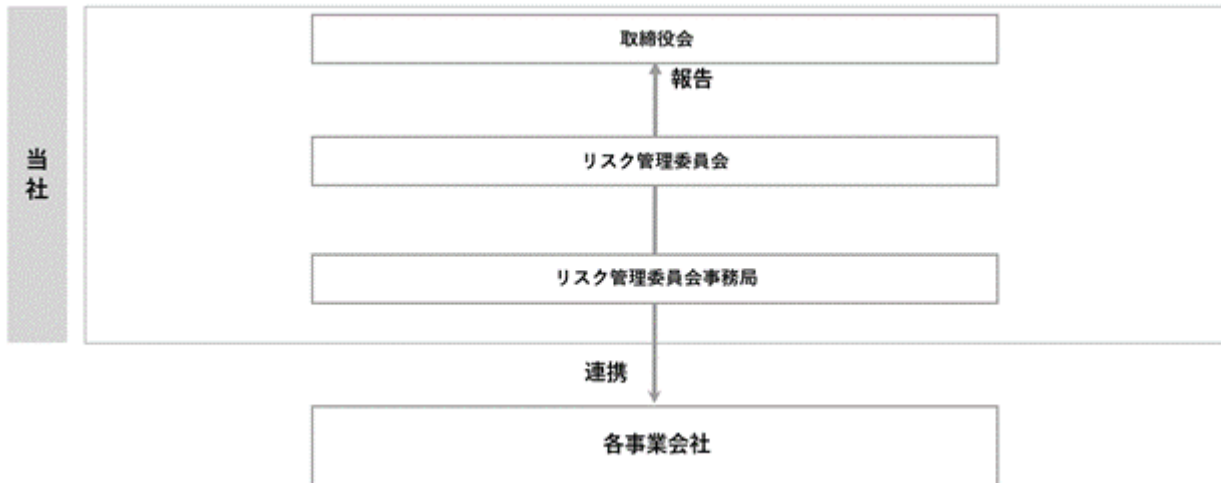 取締役会
報告
リスク管理委員会
当社
リスク管理委員会事務局
連携
各事業会社